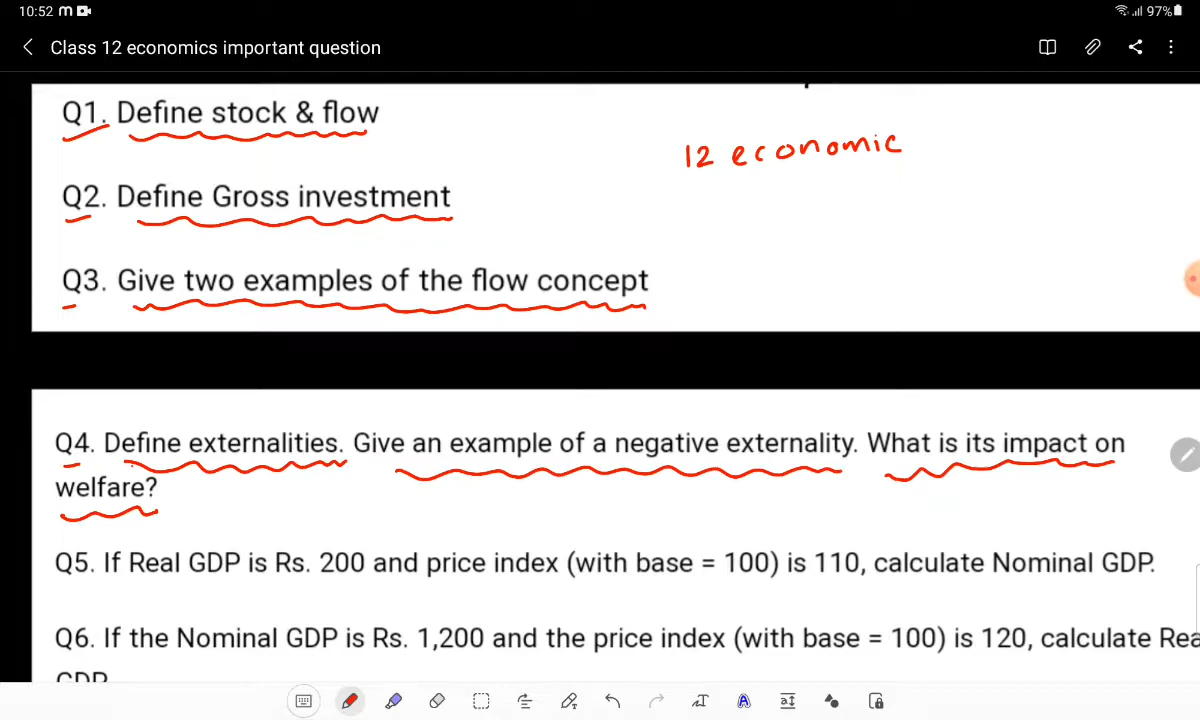 10:52 m 97%
Class 12 economics important question
Q1. Define stock & flow
12 economic
Q2. Define Gross investment
Q3. Give two examples of the flow concept
Q4. Define externalities. Give an example of a negative externality. What is its impact on
welfare?
Q5. If Real GDP is Rs. 200 and price index (with base = 100) is 110, calculate Nominal GDP.
Q6. If the Nominal GDP is Rs. 1,200 and the price index (with base = 100) is 120, calculate Rea
GDP